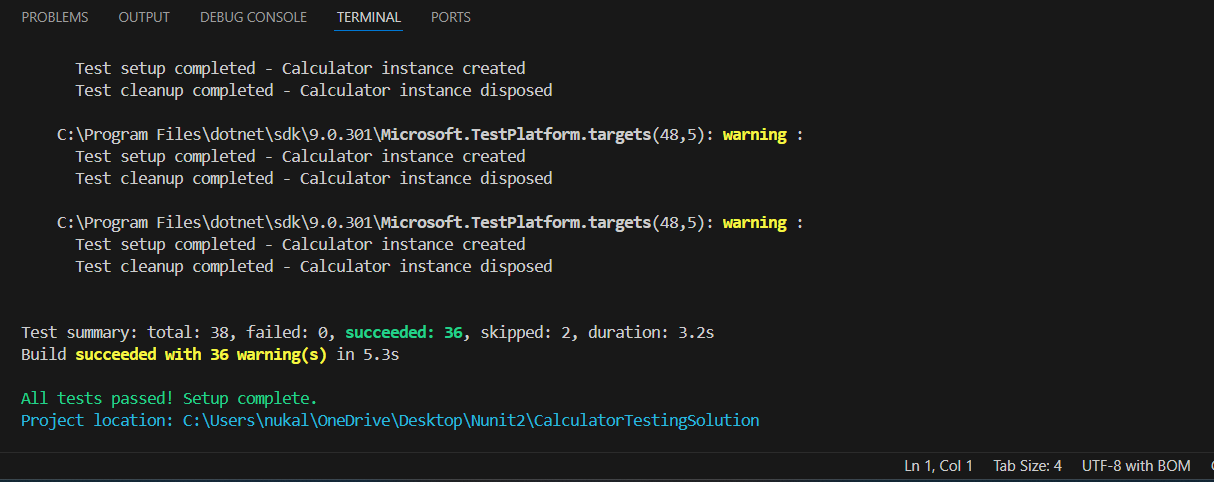 PROBLEMS OUTPUT DEBUG CONSOLE TERMINAL PORTS
Test setup completed - Calculator instance created
Test cleanup completed - Calculator instance disposed
C:\Program Files\dotnet\sdk\9.0.301\Microsoft.TestPlatform.targets(48,5): warning :
Test setup completed - Calculator instance created
Test cleanup completed - Calculator instance disposed
C:\Program Files\dotnet\sdk\9.0.301\Microsoft.TestPlatform.targets(48,5): warning :
Test setup completed - Calculator instance created
Test cleanup completed - Calculator instance disposed
Test summary: total: 38, failed: 0, succeeded: 36, skipped: 2, duration: 3.2s
Build succeeded with 36 warning(s) in 5.3s
All tests passed! Setup complete.
Project location: C:\Users\nukal\OneDrive\Desktop\Nunit2\CalculatorTestingSolution
Ln 1, Col 1 Tab Size: 4 UTF-8 with BOM